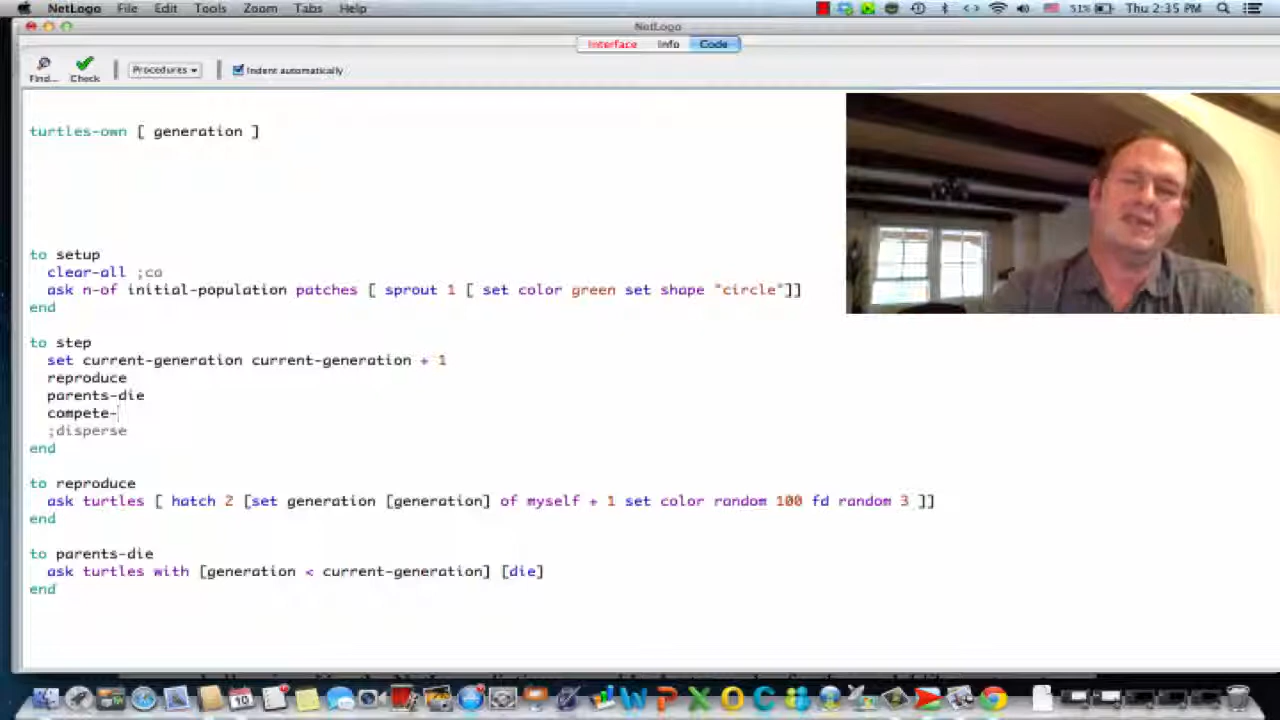 NetLogo File Edit Tools Zoom Tabs Help 51% Thu 2:35 PM
NetLogo
Interface Info Code
Find... Check Procedures Indent automatically
turtles-own [ generation ]
to setup
clear-all ;ca
ask n-of initial-population patches [ sprout 1 [ set color green set shape "circle"]]
end
to step
set current-generation current-generation + 1
reproduce
parents-die
compete-
;disperse
end
to reproduce
ask turtles [ hatch 2 [set generation [generation] of myself + 1 set color random 100 fd random 3 ]]
end
to parents-die
ask turtles with [generation < current-generation] [die]
end